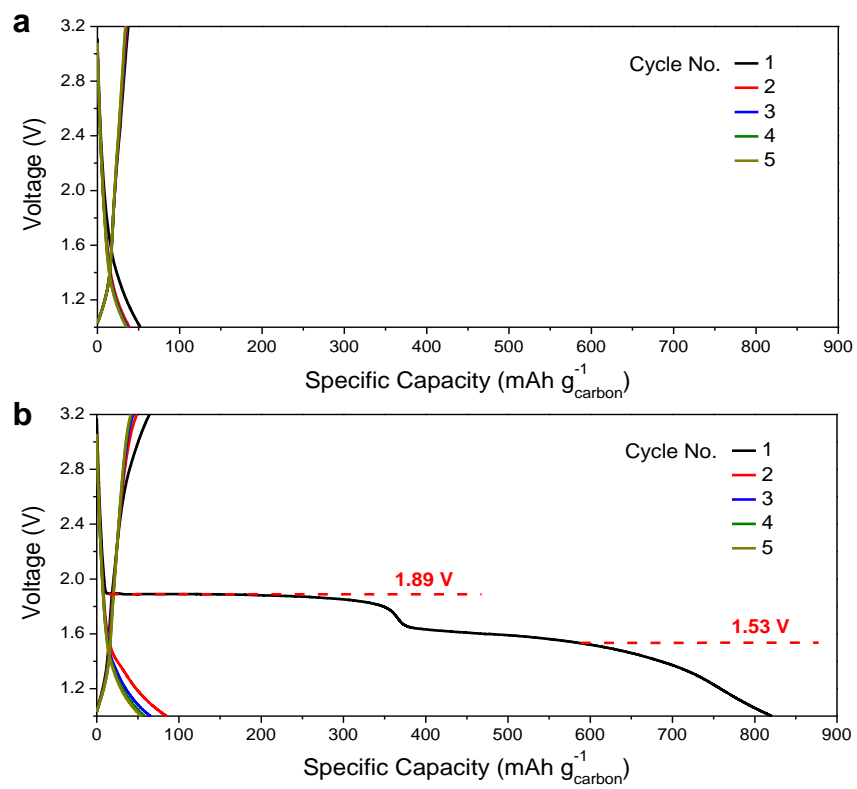 a
3.2
2.8
2.4
2.0
1.6
1.2
Voltage (V)
Cycle No.
1
2
3
4
5
0 100 200 300 400 500 600 700 800 900
Specific Capacity (mAh g⁻¹carbon)
b
3.2
2.8
2.4
2.0
1.6
1.2
Voltage (V)
Cycle No.
1
2
3
4
5
1.89 V
1.53 V
0 100 200 300 400 500 600 700 800 900
Specific Capacity (mAh g⁻¹carbon)